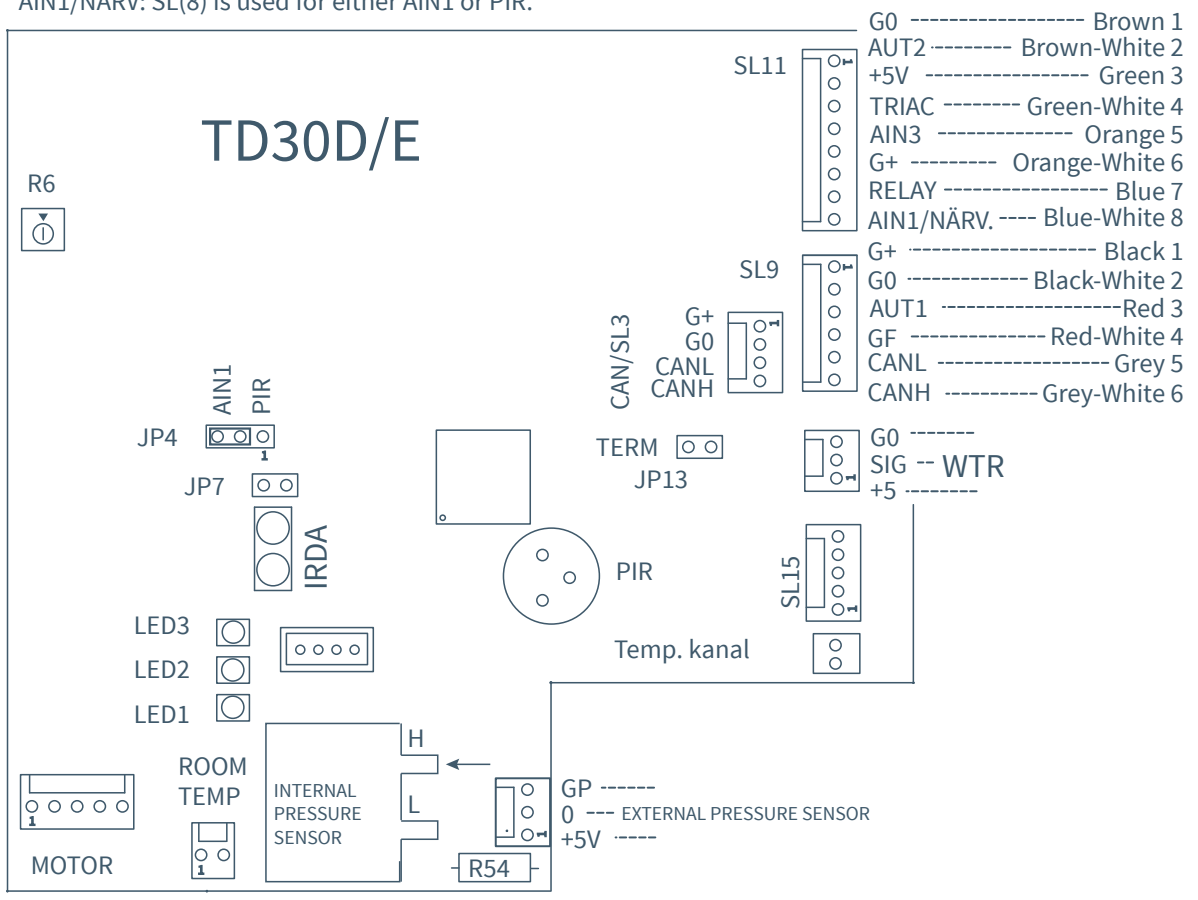 AIN1/NÄRV: SL(8) is used for either AIN1 or PIR.
G0 Brown 1
AUT2 Brown-White 2
SL11
+5V Green 3
TRIAC Green-White 4
AIN3 Orange 5
G+ Orange-White 6
RELAY Blue 7
AIN1/NÄRV. Blue-White 8
1
TD30D/E
R6
SL9
G+ Black 1
G0 Black-White 2
AUT1 Red 3
GF Red-White 4
CANL Grey 5
CANH Grey-White 6
1
CAN/SL3
G+
G0
CANL
CANH
1
AIN1
PIR
JP4
1
JP7
IRDA
TERM
JP13
G0
SIG WTR
+5
1
PIR
SL15
1
Temp. kanal
LED3
LED2
LED1
ROOM
TEMP
1
MOTOR
1
INTERNAL
PRESSURE
SENSOR
H
L
GP
0 EXTERNAL PRESSURE SENSOR
+5V
1
R54